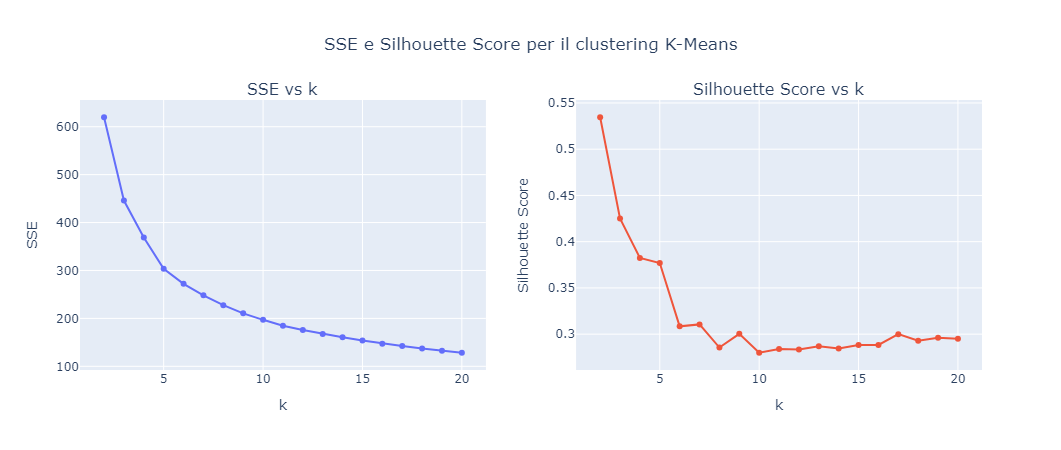 SSE e Silhouette Score per il clustering K-Means
SSE vs k
600
500
400
300
200
100
SSE
5
10
15
20
k
Silhouette Score vs k
0.55
0.5
0.45
0.4
0.35
0.3
Silhouette Score
5
10
15
20
k